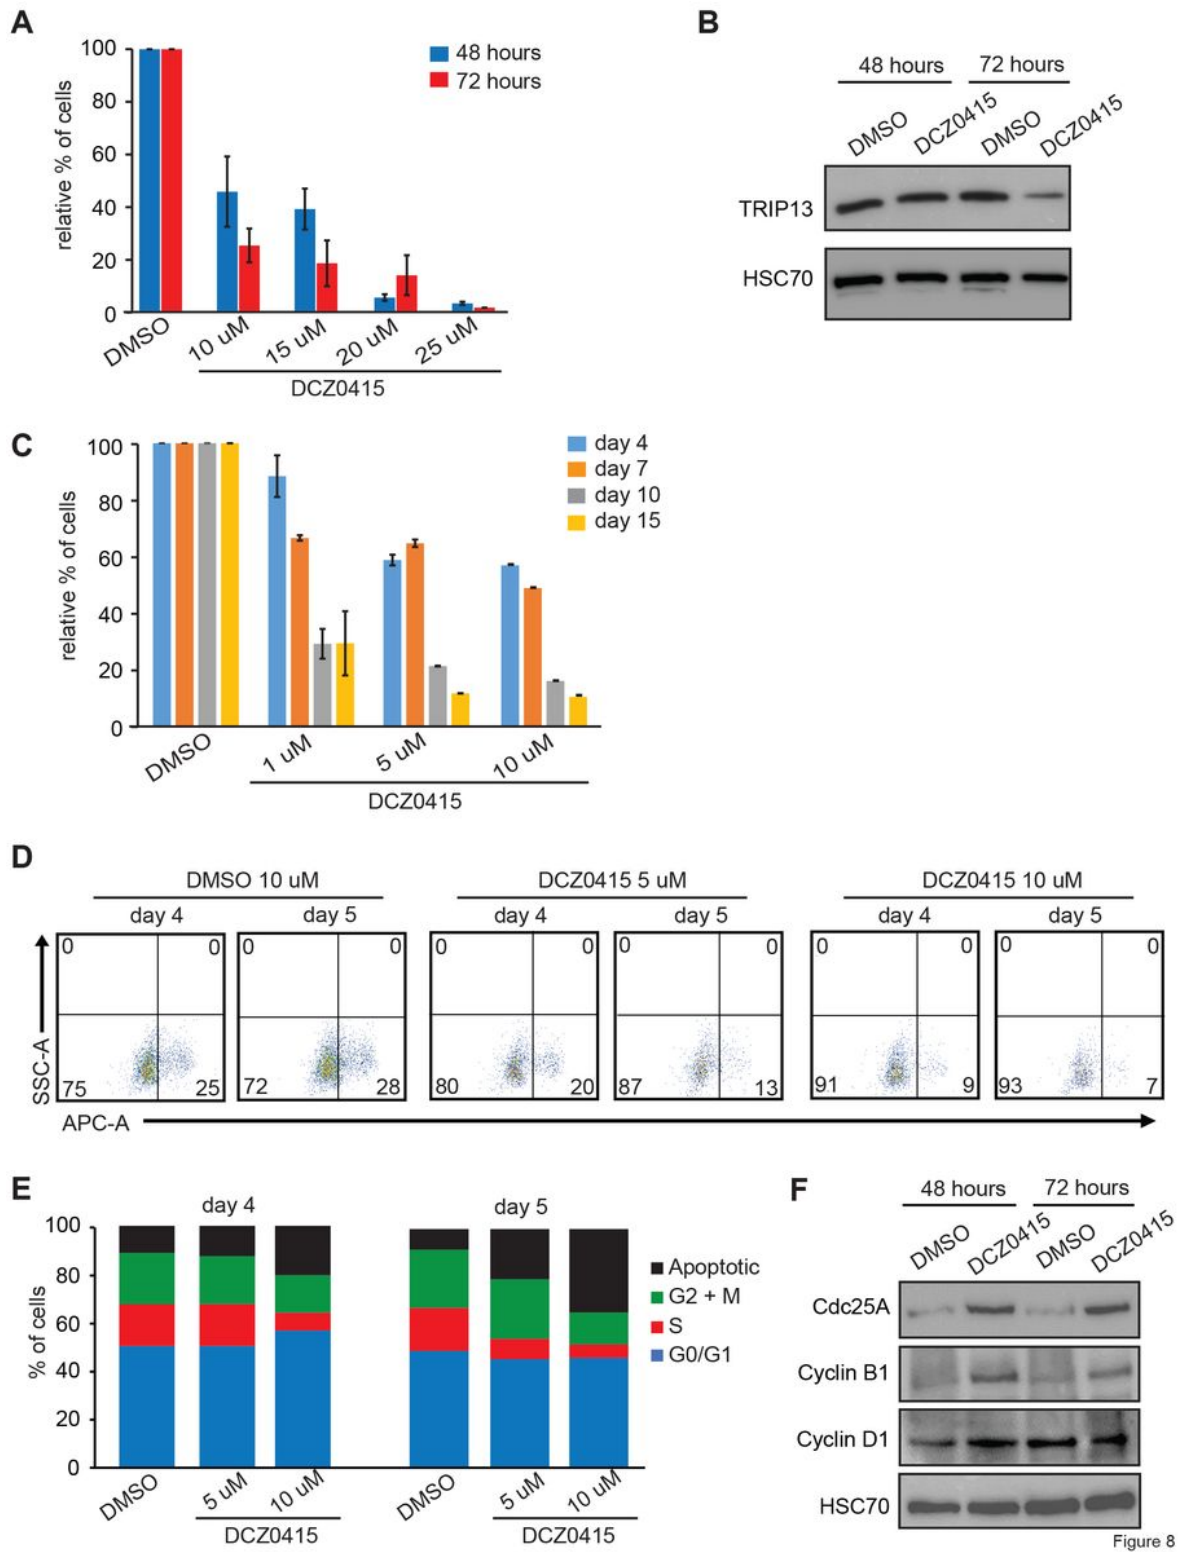 A
100
80
60
40
20
0
relative % of cells
48 hours
72 hours
DMSO
10 uM
15 uM
20 uM
25 uM
DCZ0415
B
48 hours
72 hours
DMSO
DCZ0415
DMSO
DCZ0415
TRIP13
HSC70
C
100
80
60
40
20
0
relative % of cells
day 4
day 7
day 10
day 15
DMSO
1 uM
5 uM
10 uM
DCZ0415
D
DMSO 10 uM
DCZ0415 5 uM
DCZ0415 10 uM
day 4
day 5
day 4
day 5
day 4
day 5
0 0
0 0
0 0
0 0
0 0
0 0
75 25
72 28
80 20
87 13
91 9
93 7
SSC-A
APC-A
E
day 4
day 5
100
80
60
40
20
0
% of cells
Apoptotic
G2 + M
S
G0/G1
DMSO
5 uM
10 uM
DCZ0415
DMSO
5 uM
10 uM
DCZ0415
F
48 hours
72 hours
DMSO
DCZ0415
DMSO
DCZ0415
Cdc25A
Cyclin B1
Cyclin D1
HSC70
Figure 8